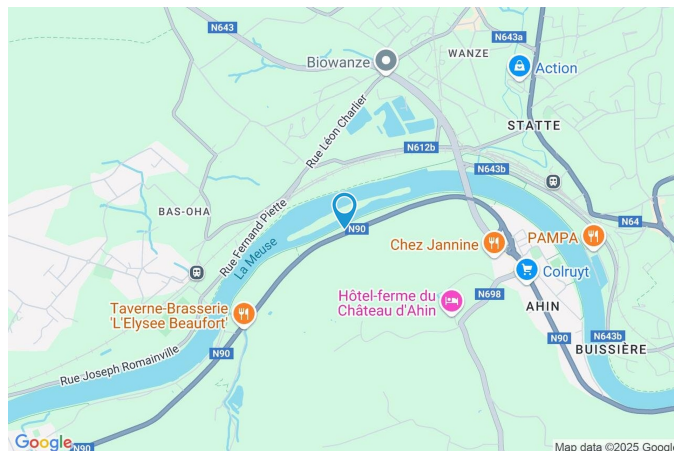 N643
N643a
WANZE
Biowanze
Action
Rue Léon Charlier
STATTE
N612b
N643b
BAS-OHA
Rue Fernand Piette
La Meuse
N90
N64
Chez Jannine
PAMPA
Colruyt
Hôtel-ferme du
Château d'Ahin
N698
AHIN
Taverne-Brasserie
'L'Elysee Beaufort'
N90
N90
N643b
BUISSIÈRE
Rue Joseph Romainville
Google
N90
Map data ©2025 Google